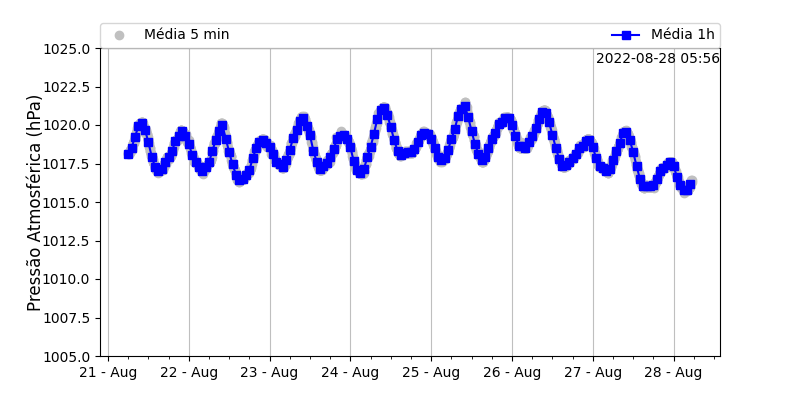 Média 5 min
Média 1h
2022-08-28 05:56
Pressão Atmosférica (hPa)
1025.0
1022.5
1020.0
1017.5
1015.0
1012.5
1010.0
1007.5
1005.0
21 - Aug
22 - Aug
23 - Aug
24 - Aug
25 - Aug
26 - Aug
27 - Aug
28 - Aug